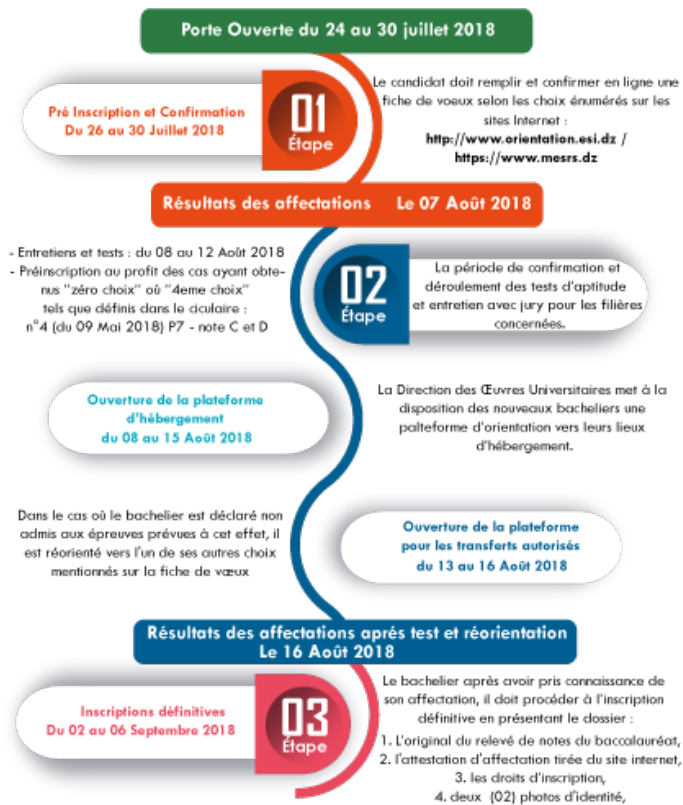 Porte Ouverte du 24 au 30 juillet 2018
Pré Inscription et Confirmation
Du 26 au 30 Juillet 2018
01
Étape
Le candidat doit remplir et confirmer en ligne une
fiche de voeux selon les choix énumérés sur les
sites Internet :
http://www.orientation.esi.dz /
https://www.mesrs.dz
Résultats des affectations Le 07 Août 2018
- Entretiens et tests : du 08 au 12 Août 2018
- Préinscription au profit des cas ayant obte-
nus "zéro choix" où "4eme choix"
tels que définis dans le ciculaire :
n°4 (du 09 Mai 2018) P7 - note C et D
02
Étape
La période de confirmation et
déroulement des tests d'aptitude
et entretien avec jury pour les filières
concernées.
Ouverture de la plateforme
d'hébergement
du 08 au 15 Août 2018
La Direction des Œuvres Universitaires met à la
disposition des nouveaux bacheliers une
palteforme d'orientation vers leurs lieux
d'hébergement.
Dans le cas où le bachelier est déclaré non
admis aux épreuves prévues à cet effet, il
est réorienté vers l'un de ses autres choix
mentionnés sur la fiche de vœux
Ouverture de la plateforme
pour les transferts autorisés
du 13 au 16 Août 2018
Résultats des affectations aprés test et réorientation
Le 16 Août 2018
Inscriptions définitives
Du 02 au 06 Septembre 2018
03
Étape
Le bachelier après avoir pris connaissance de
son affectation, il doit procéder à l'inscription
définitive en présentant le dossier :
1. L'original du relevé de notes du baccalauréat,
2. l'attestation d'affectation tirée du site internet,
3. les droits d'inscription,
4. deux (02) photos d'identité,